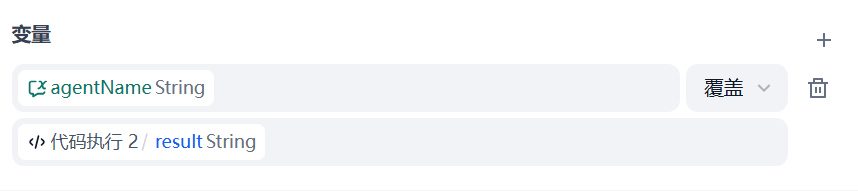 变量
agentName String 覆盖
代码执行 2 / result String